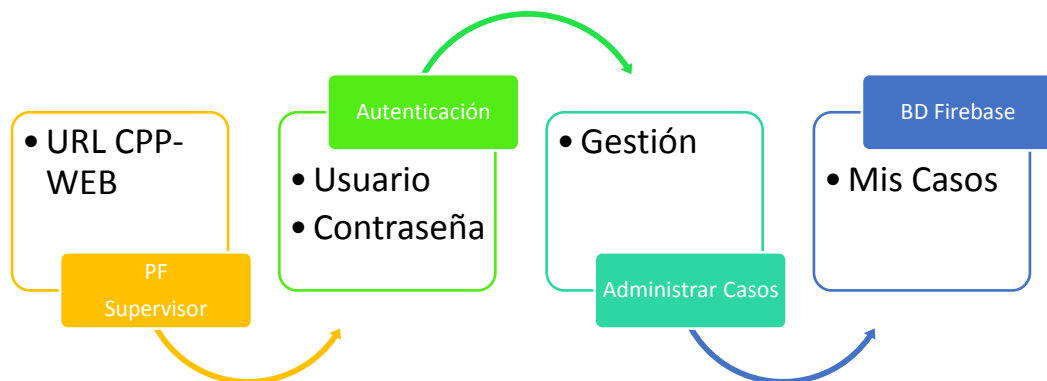 • URL CPP-
WEB
PF
Supervisor
Autenticación
• Usuario
• Contraseña
• Gestión
Administrar Casos
BD Firebase
• Mis Casos